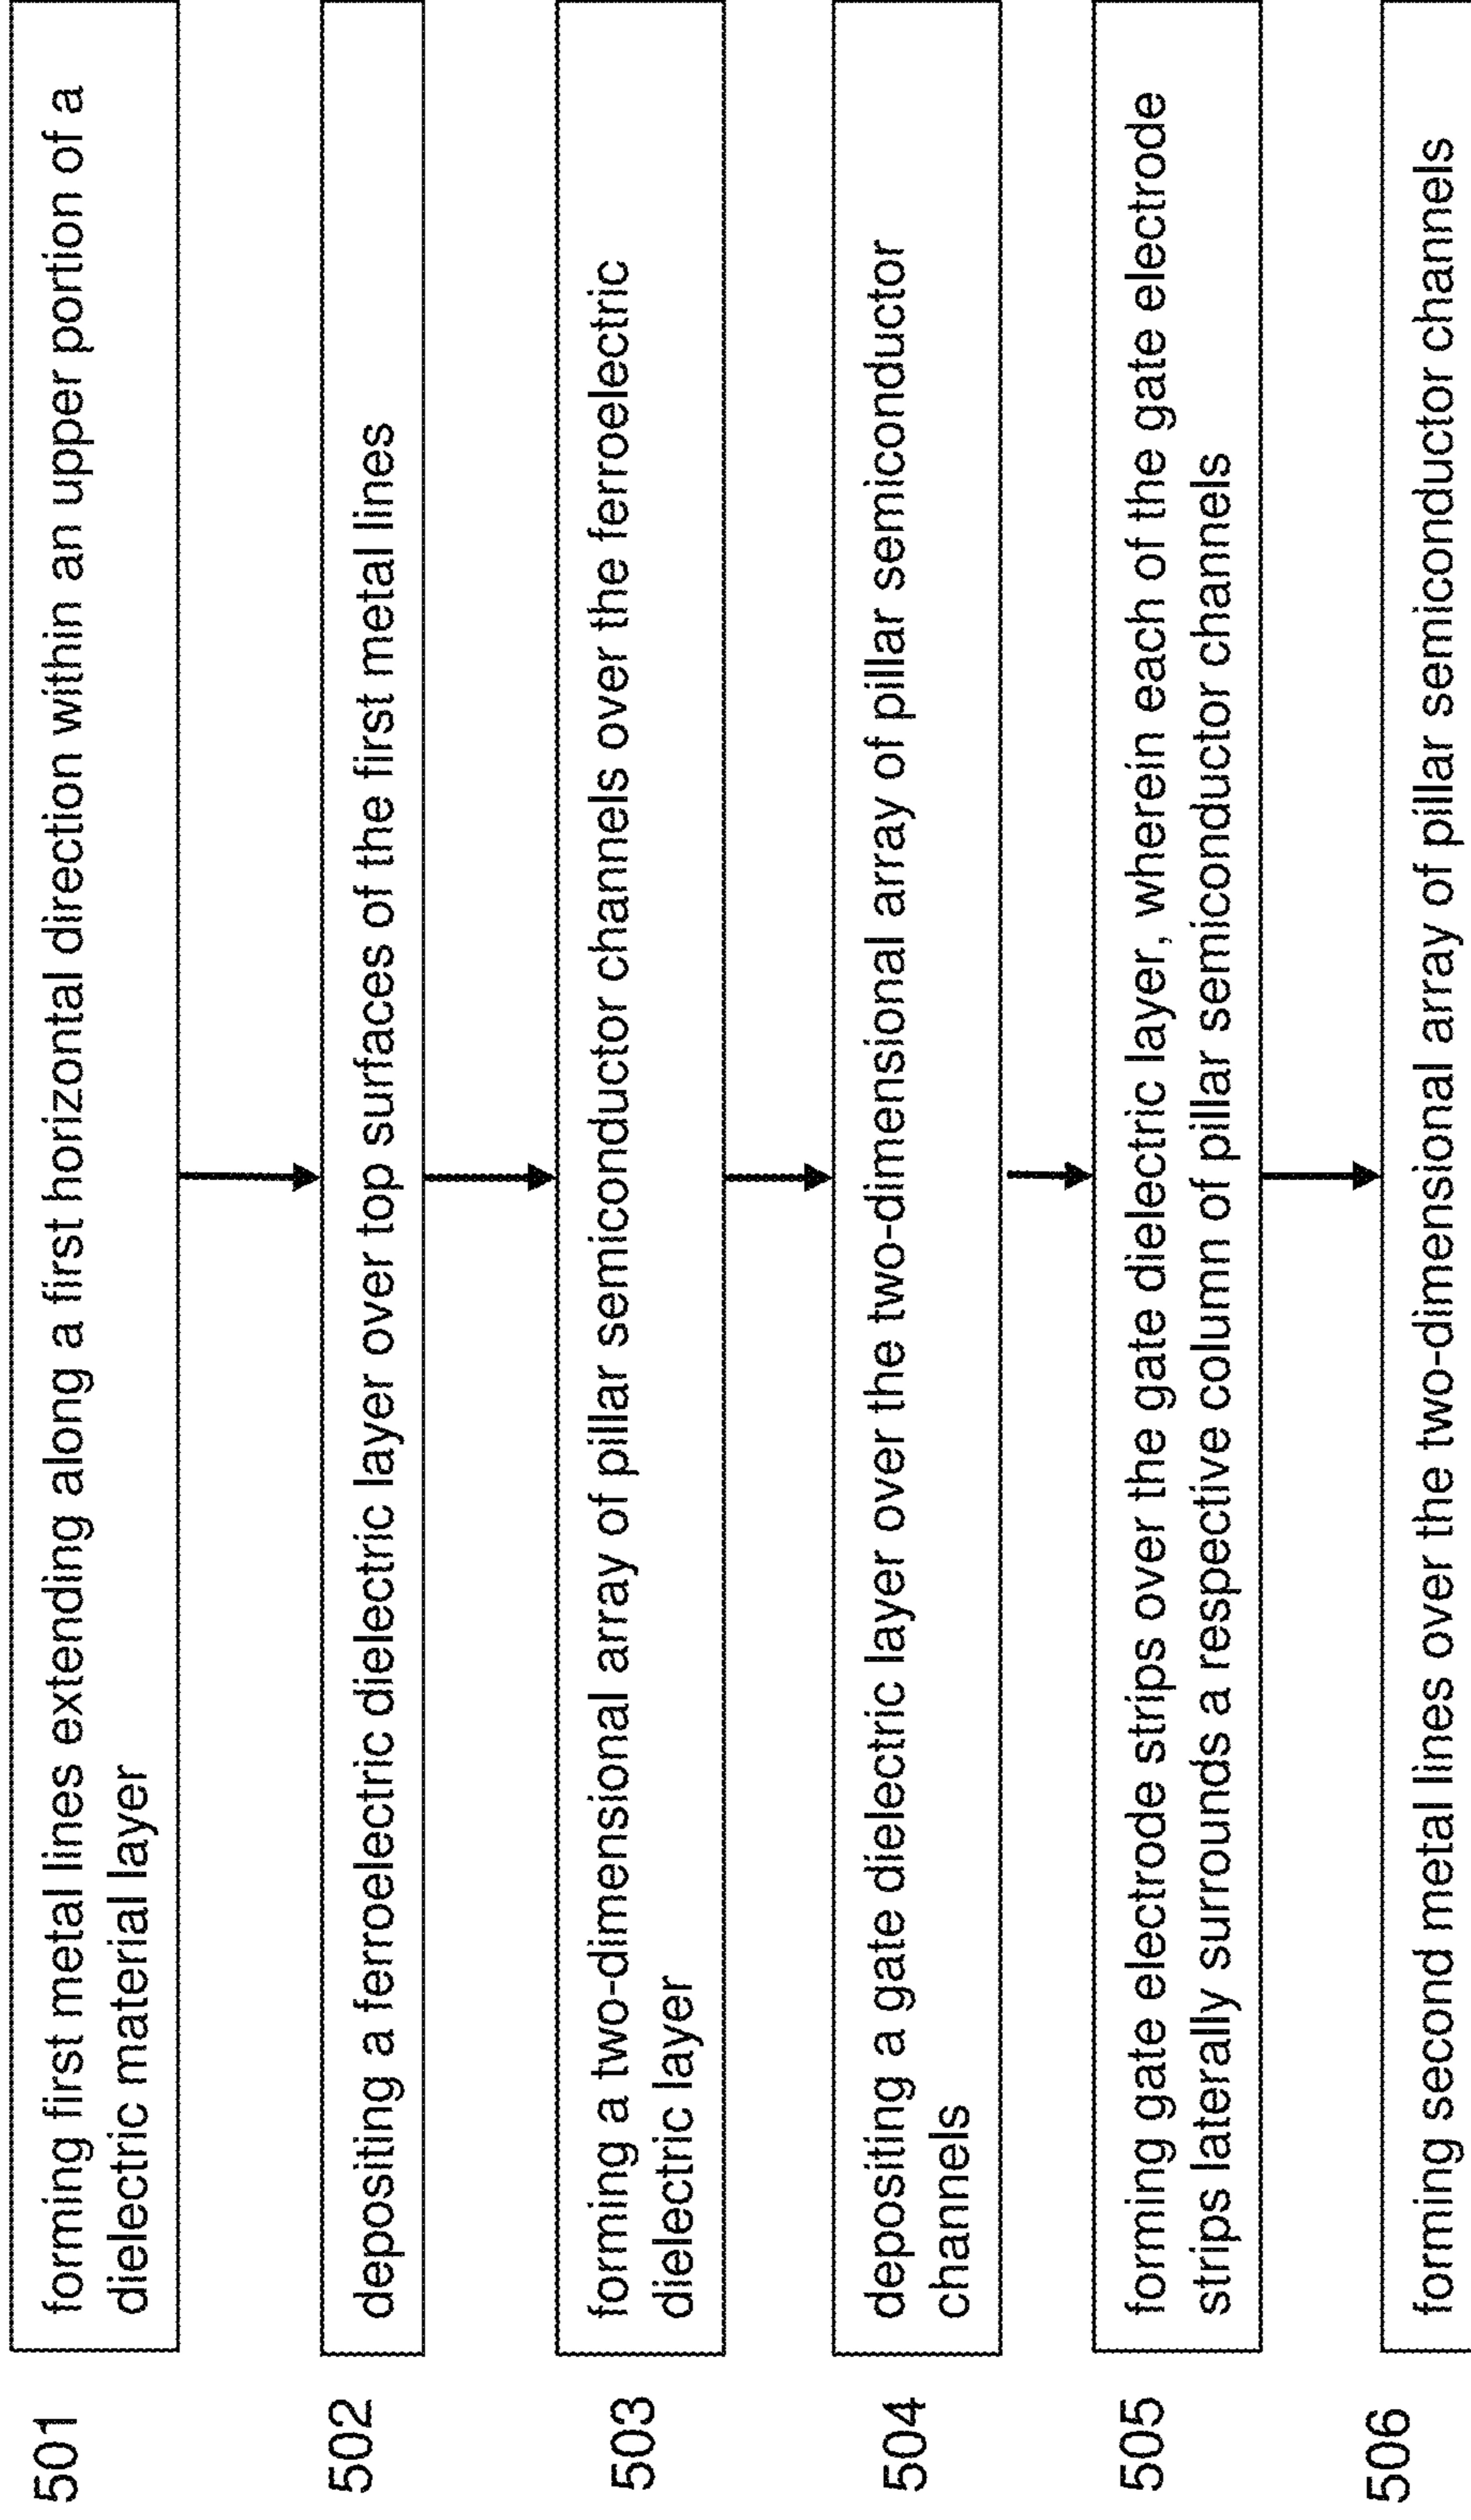 501
forming first metal lines extending along a first horizontal direction within an upper portion of a
dielectric material layer
502
depositing a ferroelectric dielectric layer over top surfaces of the first metal lines
503
forming a two-dimensional array of pillar semiconductor channels over the ferroelectric
dielectric layer
504
depositing a gate dielectric layer over the two-dimensional array of pillar semiconductor
channels
505
forming gate electrode strips over the gate dielectric layer, wherein each of the gate electrode
strips laterally surrounds a respective column of pillar semiconductor channels
506
forming second metal lines over the two-dimensional array of pillar semiconductor channels